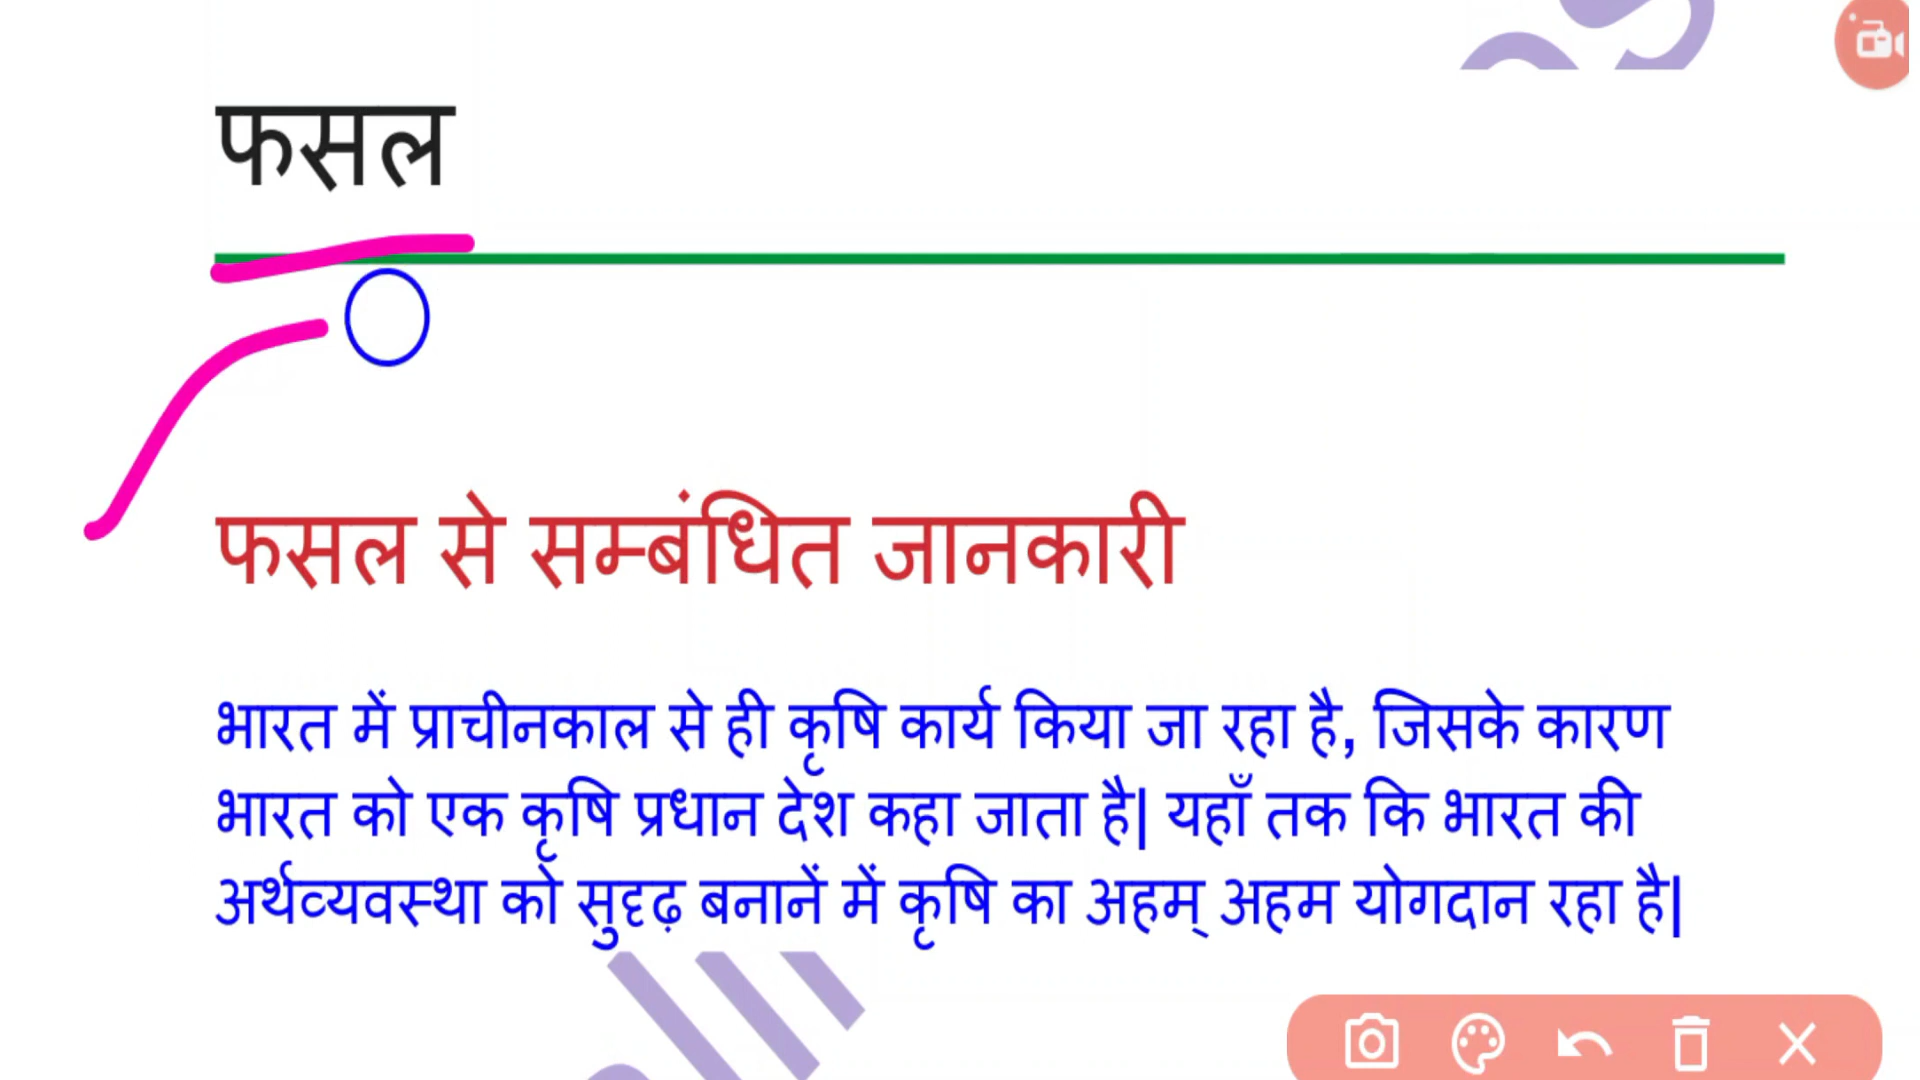 फसल
फसल से सम्बंधित जानकारी
भारत में प्राचीनकाल से ही कृषि कार्य किया जा रहा है, जिसके कारण
भारत को एक कृषि प्रधान देश कहा जाता है| यहाँ तक कि भारत की
अर्थव्यवस्था को सुदृढ़ बनानें में कृषि का अहम् अहम योगदान रहा है|